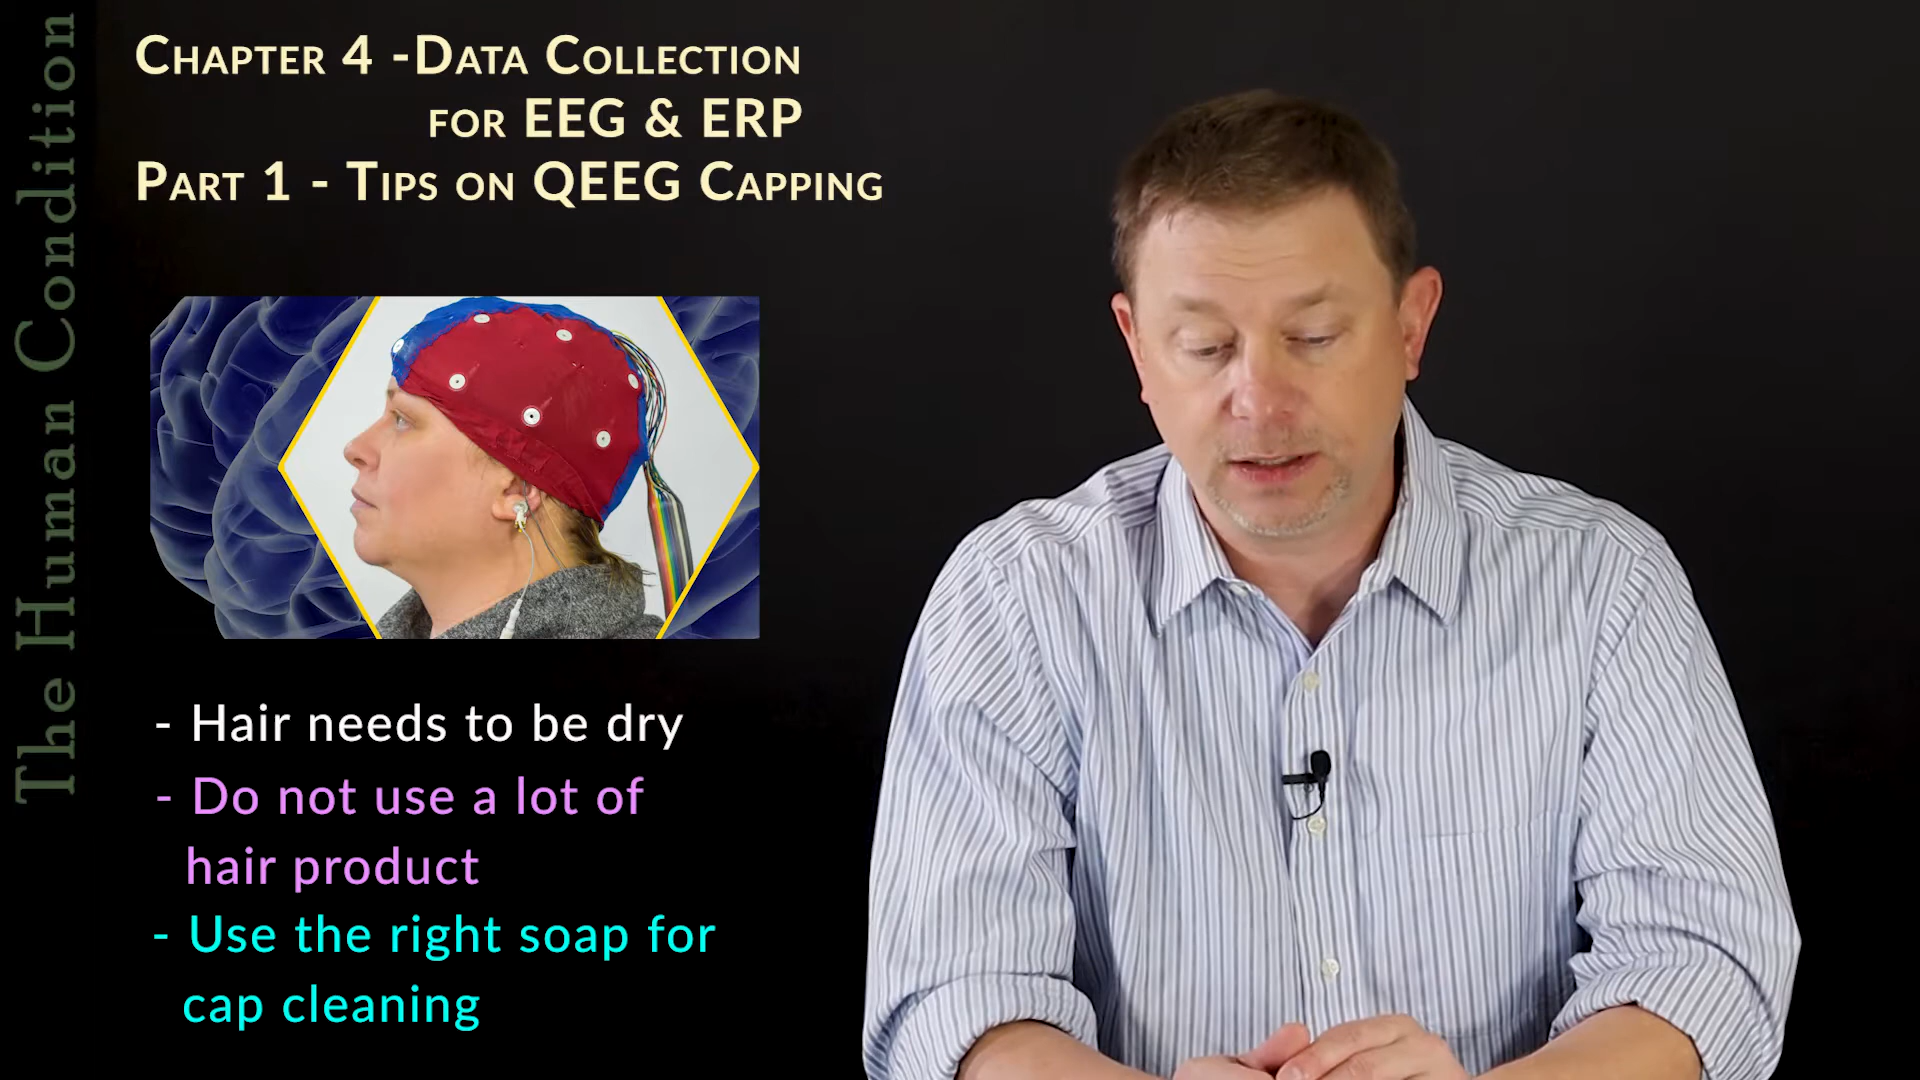 The Human Condition
Chapter 4 -Data Collection
for EEG & ERP
Part 1 - Tips on QEEG Capping
- Hair needs to be dry
- Do not use a lot of
hair product
- Use the right soap for
cap cleaning